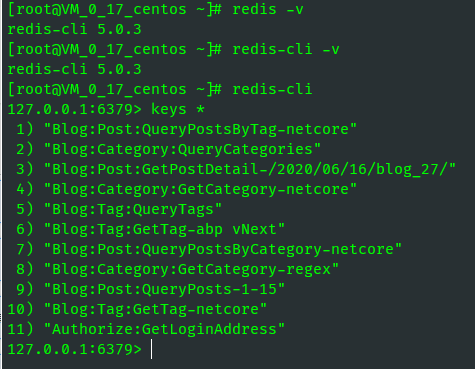 [root@VM_0_17_centos ~]# redis -v
redis-cli 5.0.3
[root@VM_0_17_centos ~]# redis-cli -v
redis-cli 5.0.3
[root@VM_0_17_centos ~]# redis-cli
127.0.0.1:6379> keys *
 1) "Blog:Post:QueryPostsByTag-netcore"
 2) "Blog:Category:QueryCategories"
 3) "Blog:Post:GetPostDetail-/2020/06/16/blog_27/"
 4) "Blog:Category:GetCategory-netcore"
 5) "Blog:Tag:QueryTags"
 6) "Blog:Tag:GetTag-abp vNext"
 7) "Blog:Post:QueryPostsByCategory-netcore"
 8) "Blog:Category:GetCategory-regex"
 9) "Blog:Post:QueryPosts-1-15"
10) "Blog:Tag:GetTag-netcore"
11) "Authorize:GetLoginAddress"
127.0.0.1:6379>